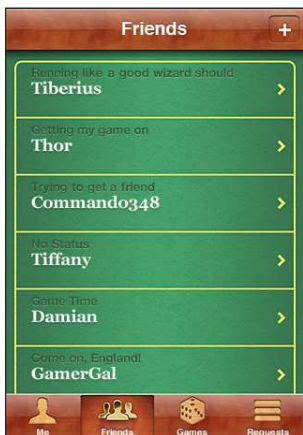 Friends
+
Running like a good wizard should
Tiberius
Getting my game on
Thor
Trying to get a friend
Commando348
No Status
Tiffany
Game Time
Damian
Come on, England!
GamerGal
Me
Friends
Games
Requests